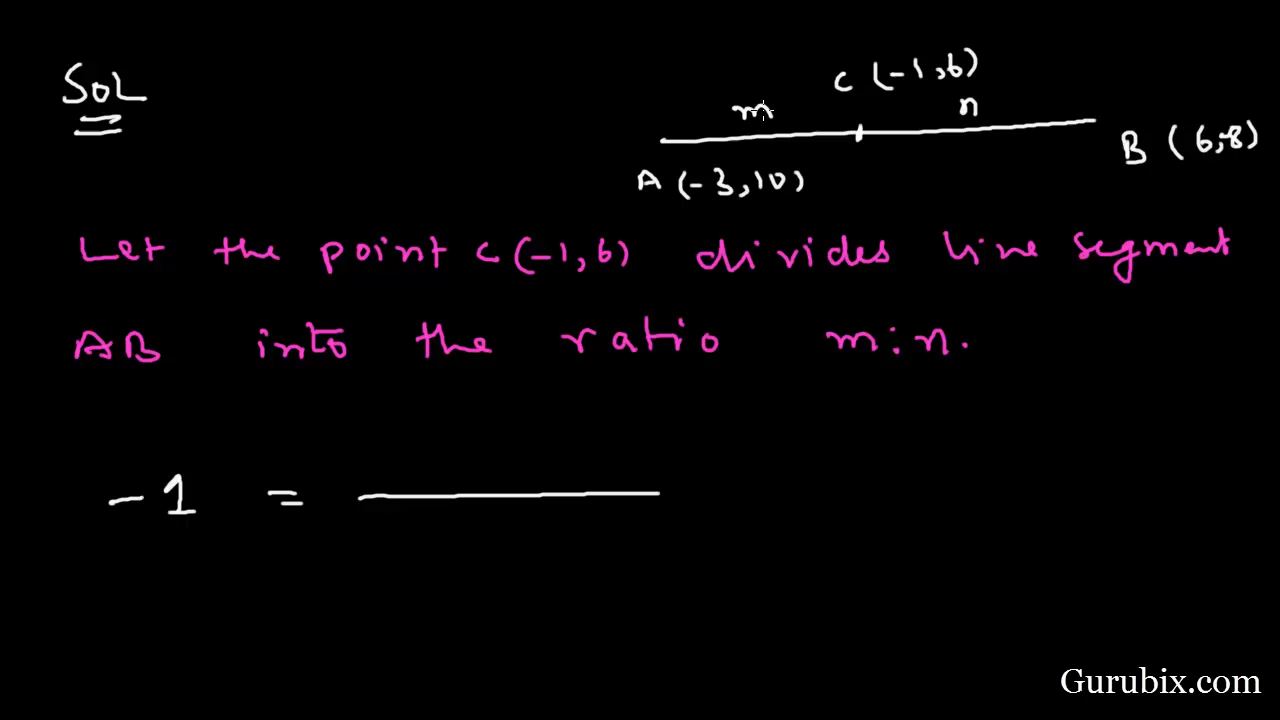 SOL
C (-1,6)
m n
A (-3,10) B (6,-8)
Let the point C(-1,6) divides line segment
AB into the ratio m:n.
-1 =
Gurubix.com